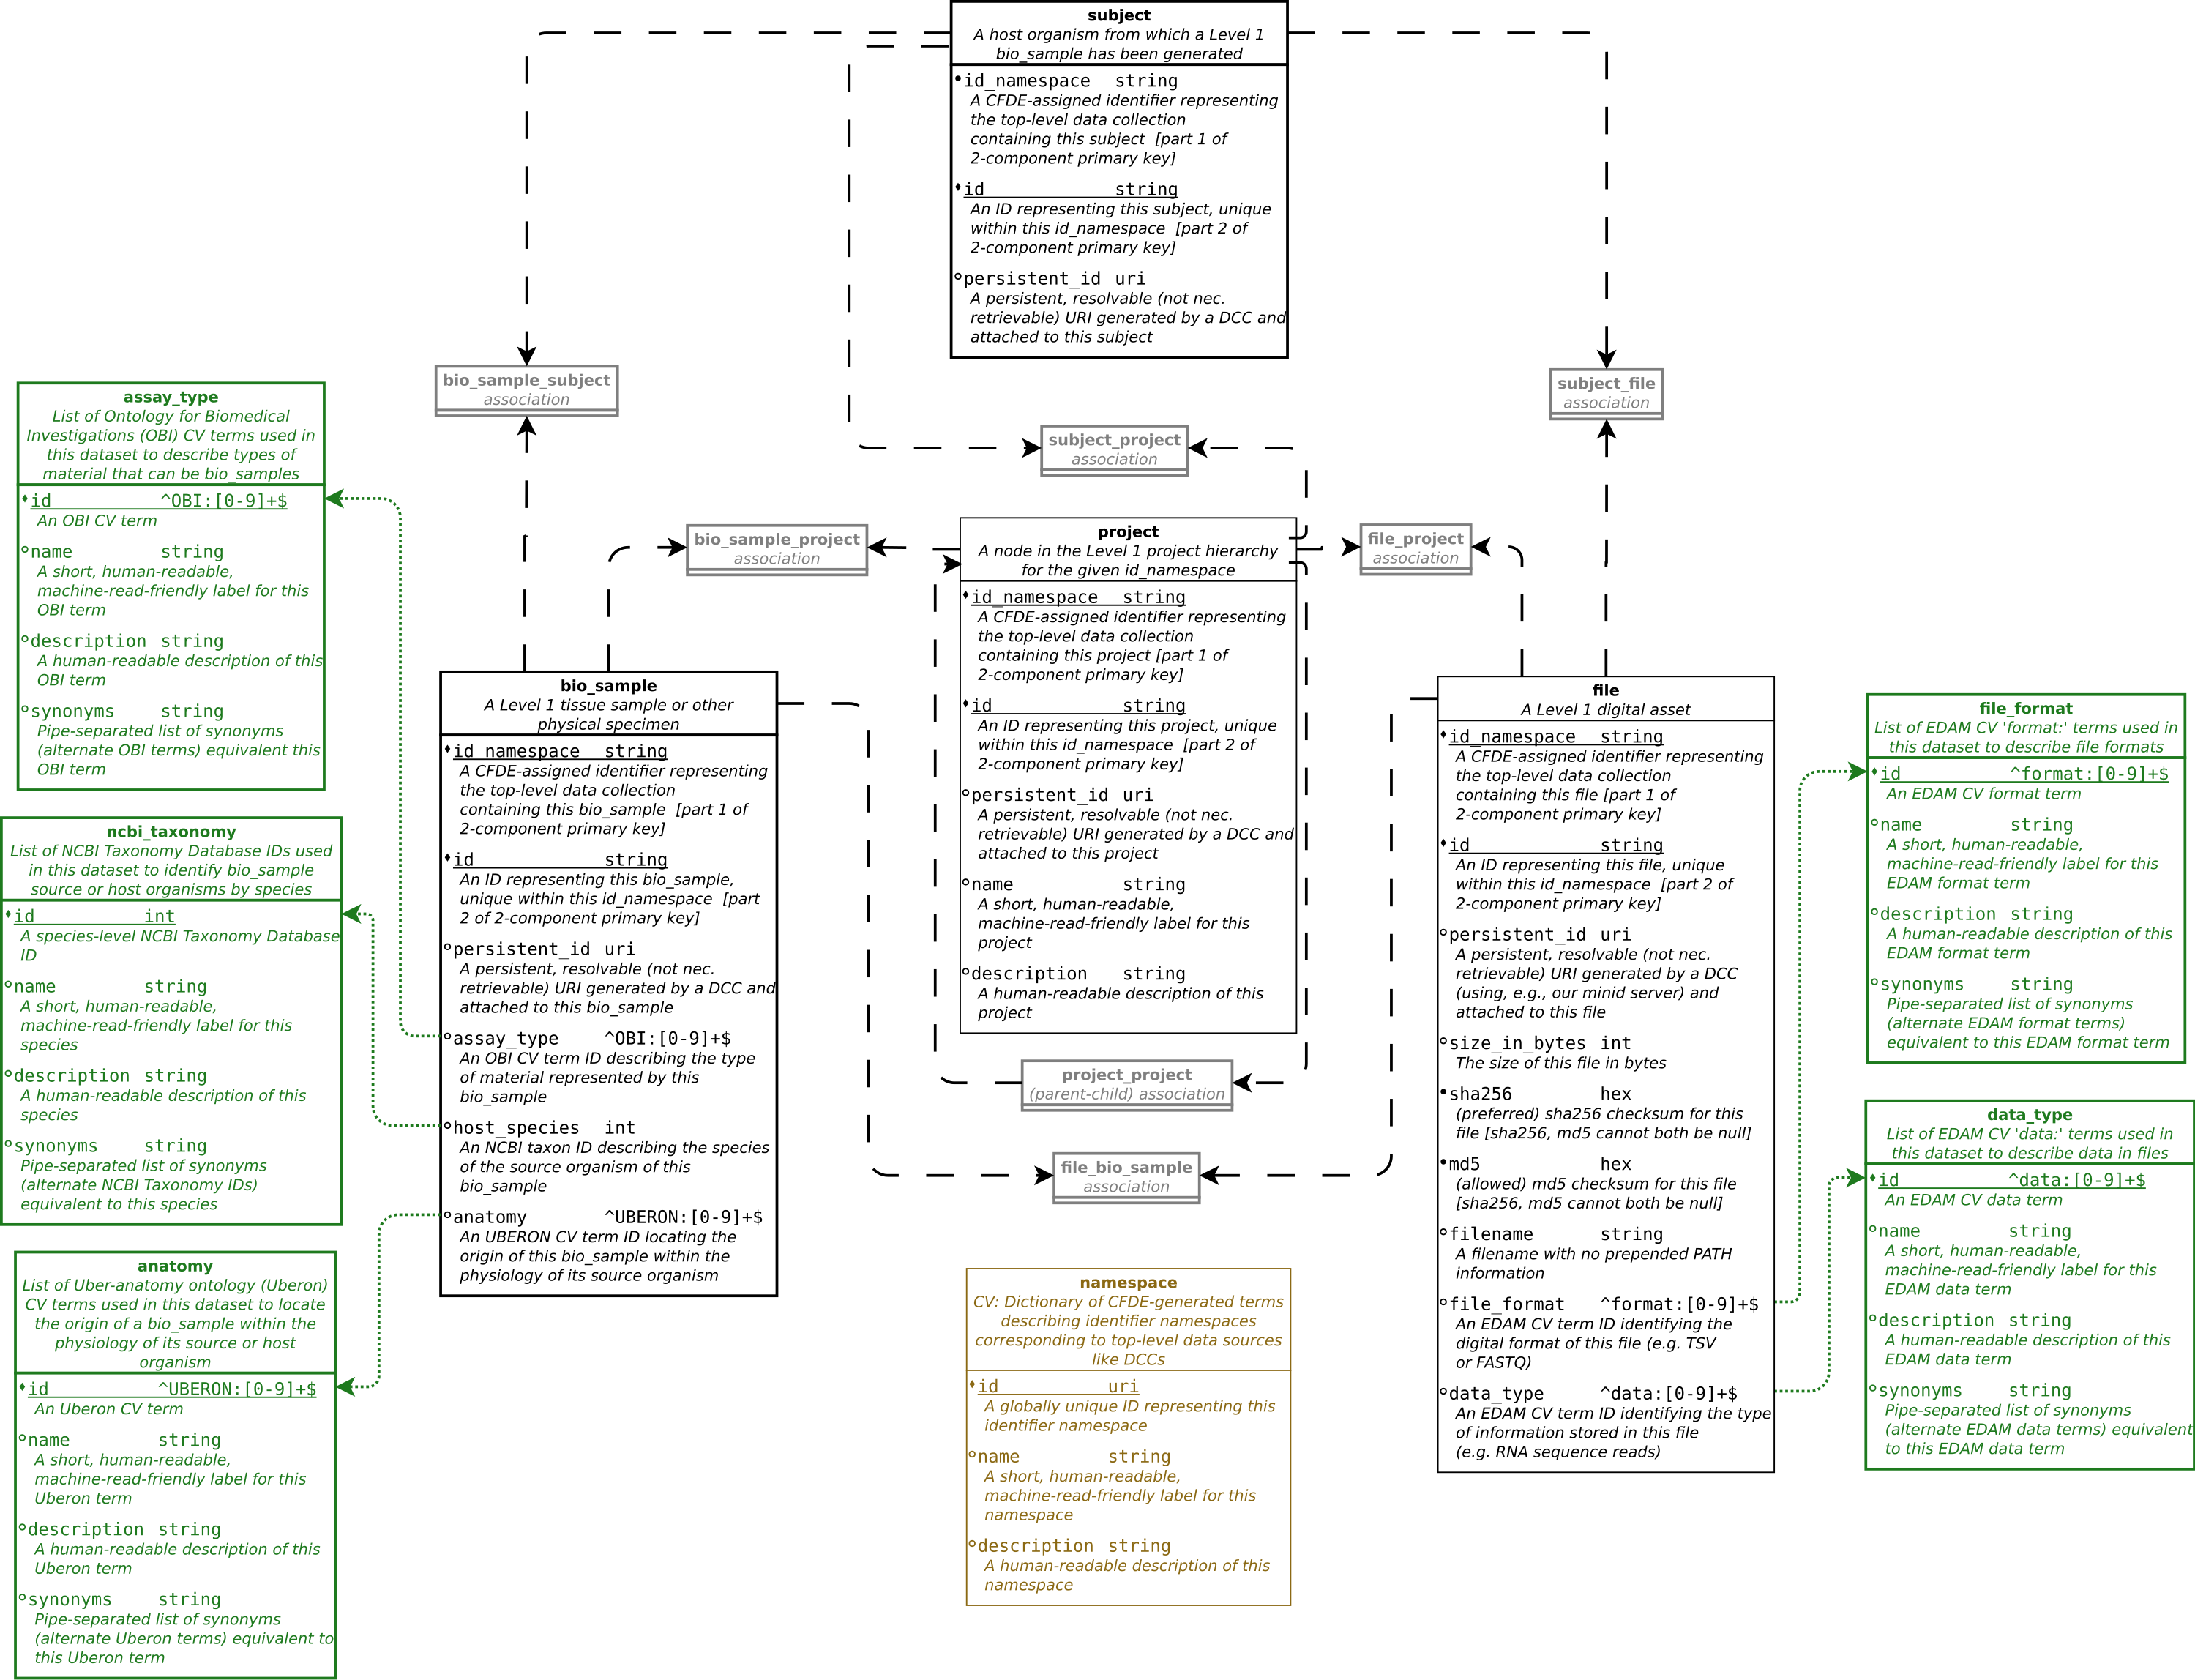 subject
A host organism from which a Level 1
bio_sample has been generated
id_namespace string
A CFDE-assigned identifier representing
the top-level data collection
containing this subject [part 1 of
2-component primary key]
id string
An ID representing this subject, unique
within this id_namespace [part 2 of
2-component primary key]
persistent_id uri
A persistent, resolvable (not nec.
retrievable) URI generated by a DCC and
attached to this subject
bio_sample_subject
association
subject_file
association
subject_project
association
bio_sample_project
association
file_project
association
assay_type
List of Ontology for Biomedical
Investigations (OBI) CV terms used in
this dataset to describe types of
material that can be bio_samples
id ^OBI:[0-9]+$
An OBI CV term
name string
A short, human-readable,
machine-read-friendly label for this
OBI term
description string
A human-readable description of this
OBI term
synonyms string
Pipe-separated list of synonyms
(alternate OBI terms) equivalent this
OBI term
ncbi_taxonomy
List of NCBI Taxonomy Database IDs used
in this dataset to identify bio_sample
source or host organisms by species
id int
A species-level NCBI Taxonomy Database
ID
name string
A short, human-readable,
machine-read-friendly label for this
species
description string
A human-readable description of this
species
synonyms string
Pipe-separated list of synonyms
(alternate NCBI Taxonomy IDs)
equivalent to this species
anatomy
List of Uber-anatomy ontology (Uberon)
CV terms used in this dataset to locate
the origin of a bio_sample within the
physiology of its source or host
organism
id ^UBERON:[0-9]+$
An Uberon CV term
name string
A short, human-readable,
machine-read-friendly label for this
Uberon term
description string
A human-readable description of this
Uberon term
synonyms string
Pipe-separated list of synonyms
(alternate Uberon terms) equivalent to
this Uberon term
bio_sample
A Level 1 tissue sample or other
physical specimen
id_namespace string
A CFDE-assigned identifier representing
the top-level data collection
containing this bio_sample [part 1 of
2-component primary key]
id string
An ID representing this bio_sample,
unique within this id_namespace [part
2 of 2-component primary key]
persistent_id uri
A persistent, resolvable (not nec.
retrievable) URI generated by a DCC and
attached to this bio_sample
assay_type ^OBI:[0-9]+$
An OBI CV term ID describing the type
of material represented by this
bio_sample
host_species int
An NCBI taxon ID describing the species
of the source organism of this
bio_sample
anatomy ^UBERON:[0-9]+$
An UBERON CV term ID locating the
origin of this bio_sample within the
physiology of its source organism
project
A node in the Level 1 project hierarchy
for the given id_namespace
id_namespace string
A CFDE-assigned identifier representing
the top-level data collection
containing this project [part 1 of
2-component primary key]
id string
An ID representing this project, unique
within this id_namespace [part 2 of
2-component primary key]
persistent_id uri
A persistent, resolvable (not nec.
retrievable) URI generated by a DCC and
attached to this project
name string
A short, human-readable,
machine-read-friendly label for this
project
description string
A human-readable description of this
project
project_project
(parent-child) association
file_bio_sample
association
namespace
CV: Dictionary of CFDE-generated terms
describing identifier namespaces
corresponding to top-level data sources
like DCCs
id uri
A globally unique ID representing this
identifier namespace
name string
A short, human-readable,
machine-read-friendly label for this
namespace
description string
A human-readable description of this
namespace
file
A Level 1 digital asset
id_namespace string
A CFDE-assigned identifier representing
the top-level data collection
containing this file [part 1 of
2-component primary key]
id string
An ID representing this file, unique
within this id_namespace [part 2 of
2-component primary key]
persistent_id uri
A persistent, resolvable (not nec.
retrievable) URI generated by a DCC
(using, e.g., our minid server) and
attached to this file
size_in_bytes int
The size of this file in bytes
sha256 hex
(preferred) sha256 checksum for this
file [sha256, md5 cannot both be null]
md5 hex
(allowed) md5 checksum for this file
[sha256, md5 cannot both be null]
filename string
A filename with no prepended PATH
information
file_format ^format:[0-9]+$
An EDAM CV term ID identifying the
digital format of this file (e.g. TSV
or FASTQ)
data_type ^data:[0-9]+$
An EDAM CV term ID identifying the type
of information stored in this file
(e.g. RNA sequence reads)
file_format
List of EDAM CV 'format:' terms used in
this dataset to describe file formats
id ^format:[0-9]+$
An EDAM CV format term
name string
A short, human-readable,
machine-read-friendly label for this
EDAM format term
description string
A human-readable description of this
EDAM format term
synonyms string
Pipe-separated list of synonyms
(alternate EDAM format terms)
equivalent to this EDAM format term
data_type
List of EDAM CV 'data:' terms used in
this dataset to describe data in files
id ^data:[0-9]+$
An EDAM CV data term
name string
A short, human-readable,
machine-read-friendly label for this
EDAM data term
description string
A human-readable description of this
EDAM data term
synonyms string
Pipe-separated list of synonyms
(alternate EDAM data terms) equivalent
to this EDAM data term